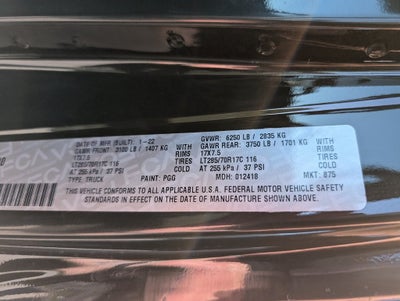 DATE OF MFR (BUILT): 1-22 GVWR: 6250 LB / 2835 KG
GAWR FRONT: 3100 LB / 1407 KG WITH GAWR REAR: 3750 LB / 1701 KG WITH
17X7.5 RIMS 17X7.5 RIMS
LT285/70R17C 116 TIRES LT285/70R17C 116 TIRES
AT 255 kPa / 37 PSI COLD AT 255 kPa / 37 PSI COLD
TYPE: TRUCK PAINT: PGG MDH: 012418 MKT: 875
THIS VEHICLE CONFORMS TO ALL APPLICABLE U.S.A. FEDERAL MOTOR VEHICLE SAFETY
STANDARDS IN EFFECT ON THE DATE OF MANUFACTURE SHOWN ABOVE.